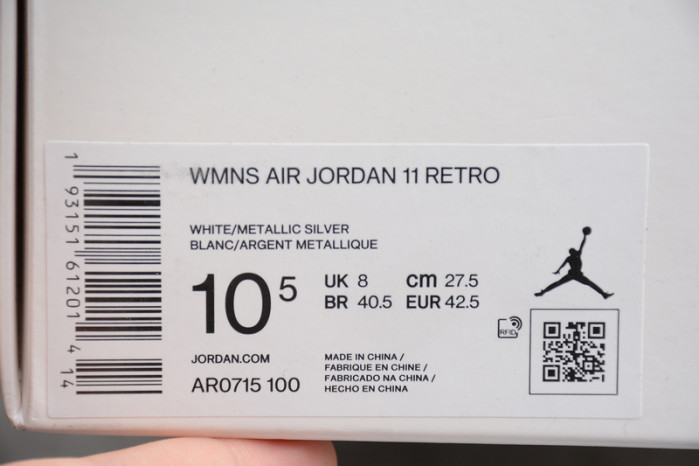 WMNS AIR JORDAN 11 RETRO
WHITE/METALLIC SILVER
BLANC/ARGENT METALLIQUE
10 5
UK 8 cm 27.5
BR 40.5 EUR 42.5
RFID
JORDAN.COM
AR0715 100
MADE IN CHINA /
FABRIQUE EN CHINE /
FABRICADO NA CHINA /
HECHO EN CHINA
1 93151 61201 4 14